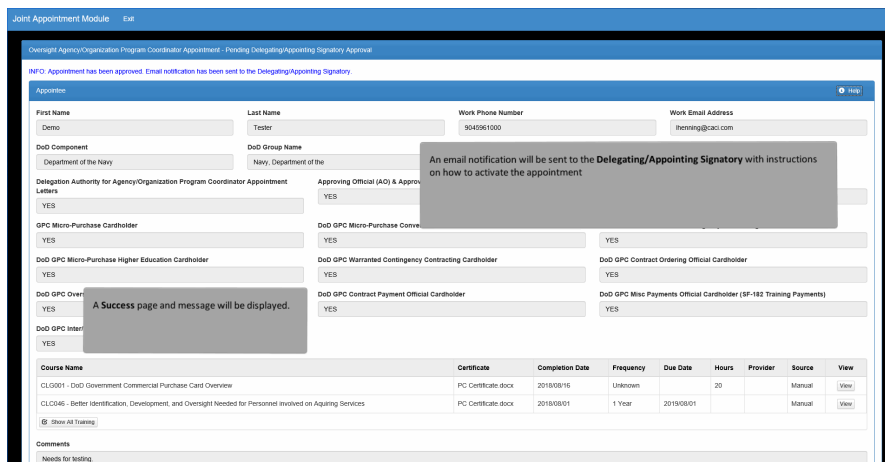 Joint Appointment Module Exit
Oversight Agency/Organization Program Coordinator Appointment - Pending Delegating/Appointing Signatory Approval
INFO: Appointment has been approved. Email notification has been sent to the Delegating/Appointing Signatory.
Appointee Help
First Name Last Name Work Phone Number Work Email Address
Demo Tester 9045961000 lhenning@caci.com
DoD Component DoD Group Name
Department of the Navy Navy, Department of the
An email notification will be sent to the Delegating/Appointing Signatory with instructions
on how to activate the appointment
Delegation Authority for Agency/Organization Program Coordinator Appointment
Letters
Approving Official (AO) & Approv
YES YES
GPC Micro-Purchase Cardholder DoD GPC Micro-Purchase Conve
YES YES YES
DoD GPC Micro-Purchase Higher Education Cardholder DoD GPC Warranted Contingency Contracting Cardholder DoD GPC Contract Ordering Official Cardholder
YES YES YES
DoD GPC Overs DoD GPC Contract Payment Official Cardholder DoD GPC Misc Payments Official Cardholder (SF-182 Training Payments)
YES YES YES
A Success page and message will be displayed.
DoD GPC Inter/
YES
Course Name Certificate Completion Date Frequency Due Date Hours Provider Source View
CLG001 - DoD Government Commercial Purchase Card Overview PC Certificate.docx 2018/08/16 Unknown 20 Manual View
CLC046 - Better Identification, Development, and Oversight Needed for Personnel involved on Aquiring Services PC Certificate.docx 2018/08/01 1 Year 2019/08/01 Manual View
Show All Training
Comments
Needs for testing.